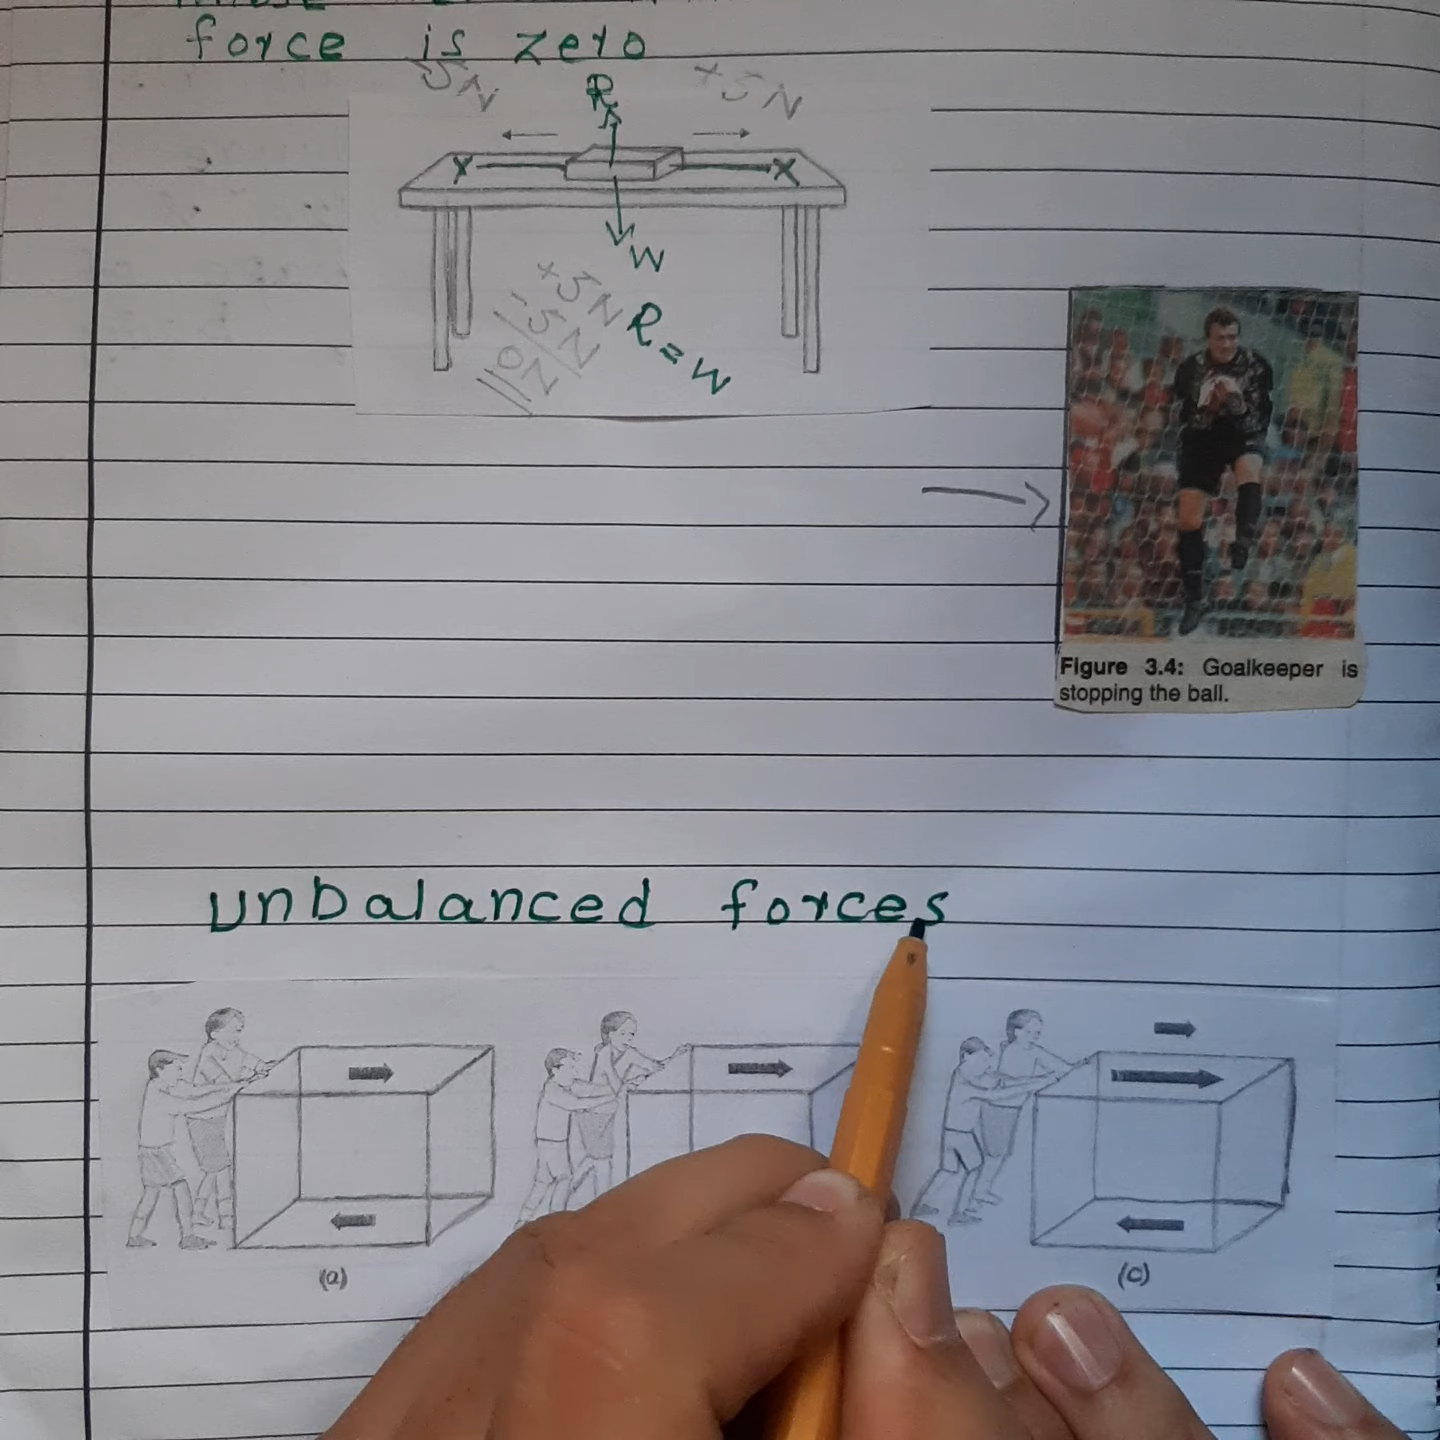 force is zero
5N
R
+5N
X
X
W
+5N
-5N
0N
R=W
Figure 3.4: Goalkeeper is
stopping the ball.
unbalanced forces
(a)
(c)